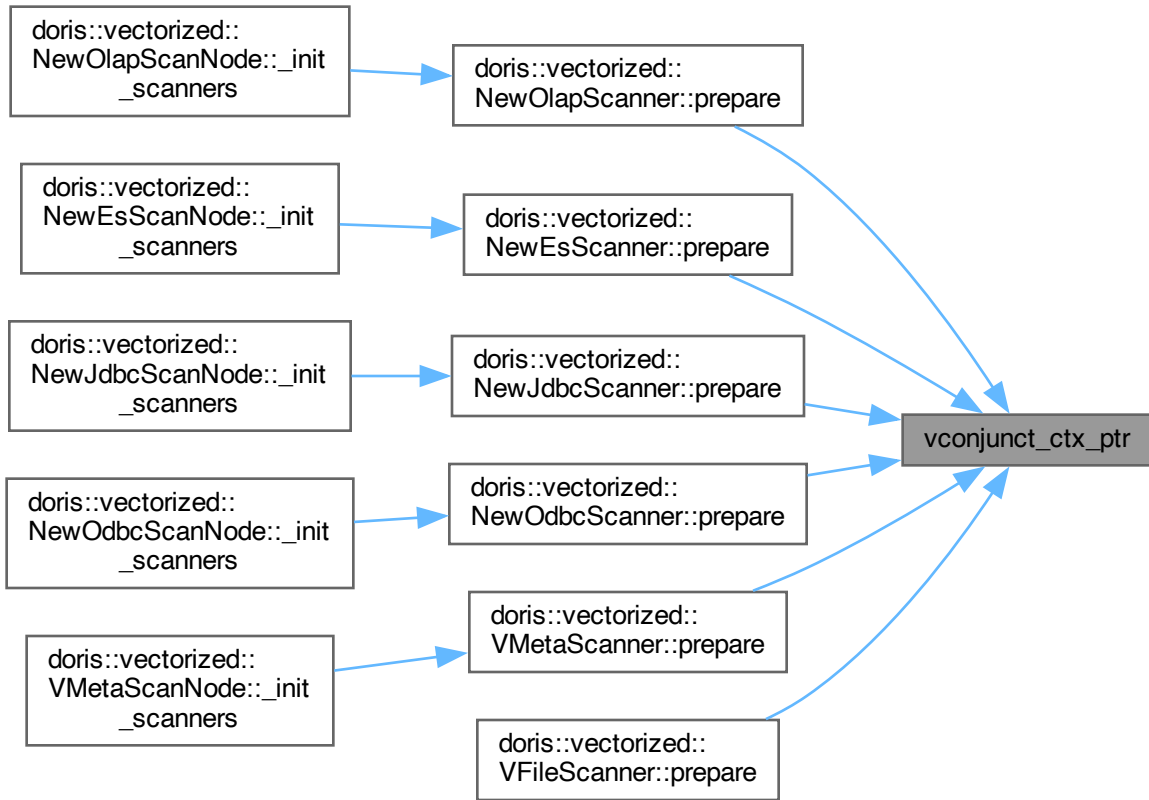 doris::vectorized::
NewOlapScanNode::_init
_scanners
doris::vectorized::
NewOlapScanner::prepare
doris::vectorized::
NewEsScanNode::_init
_scanners
doris::vectorized::
NewEsScanner::prepare
doris::vectorized::
NewJdbcScanNode::_init
_scanners
doris::vectorized::
NewJdbcScanner::prepare
vconjunct_ctx_ptr
doris::vectorized::
NewOdbcScanNode::_init
_scanners
doris::vectorized::
NewOdbcScanner::prepare
doris::vectorized::
VMetaScanNode::_init
_scanners
doris::vectorized::
VMetaScanner::prepare
doris::vectorized::
VFileScanner::prepare